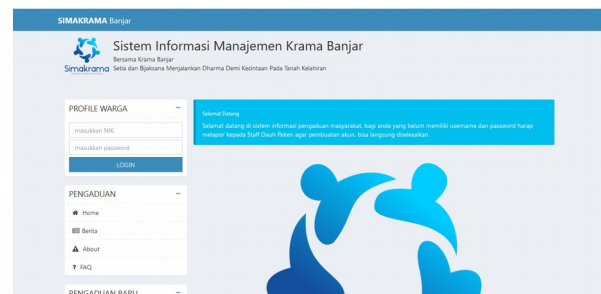 SIMAKRAMA Banjar
Sistem Informasi Manajemen Krama Banjar
Bersama Krama Banjar
Simakrama
Setia dan Bijaksana Menjalankan Dharma Demi Kecintaan Pada Tanah Kelahiran
PROFILE WARGA
masukkan NIK
masukkan password
LOGIN
Selamat Datang
Selamat datang di sistem informasi pengaduan masyarakat, bagi anda yang belum memiliki username dan password harap
melapor kepada Staff Dauh Peken agar pembuatan akun, bisa langsung diselesaikan.
PENGADUAN
Home
Berita
About
? FAQ
PENGADUAN BARU